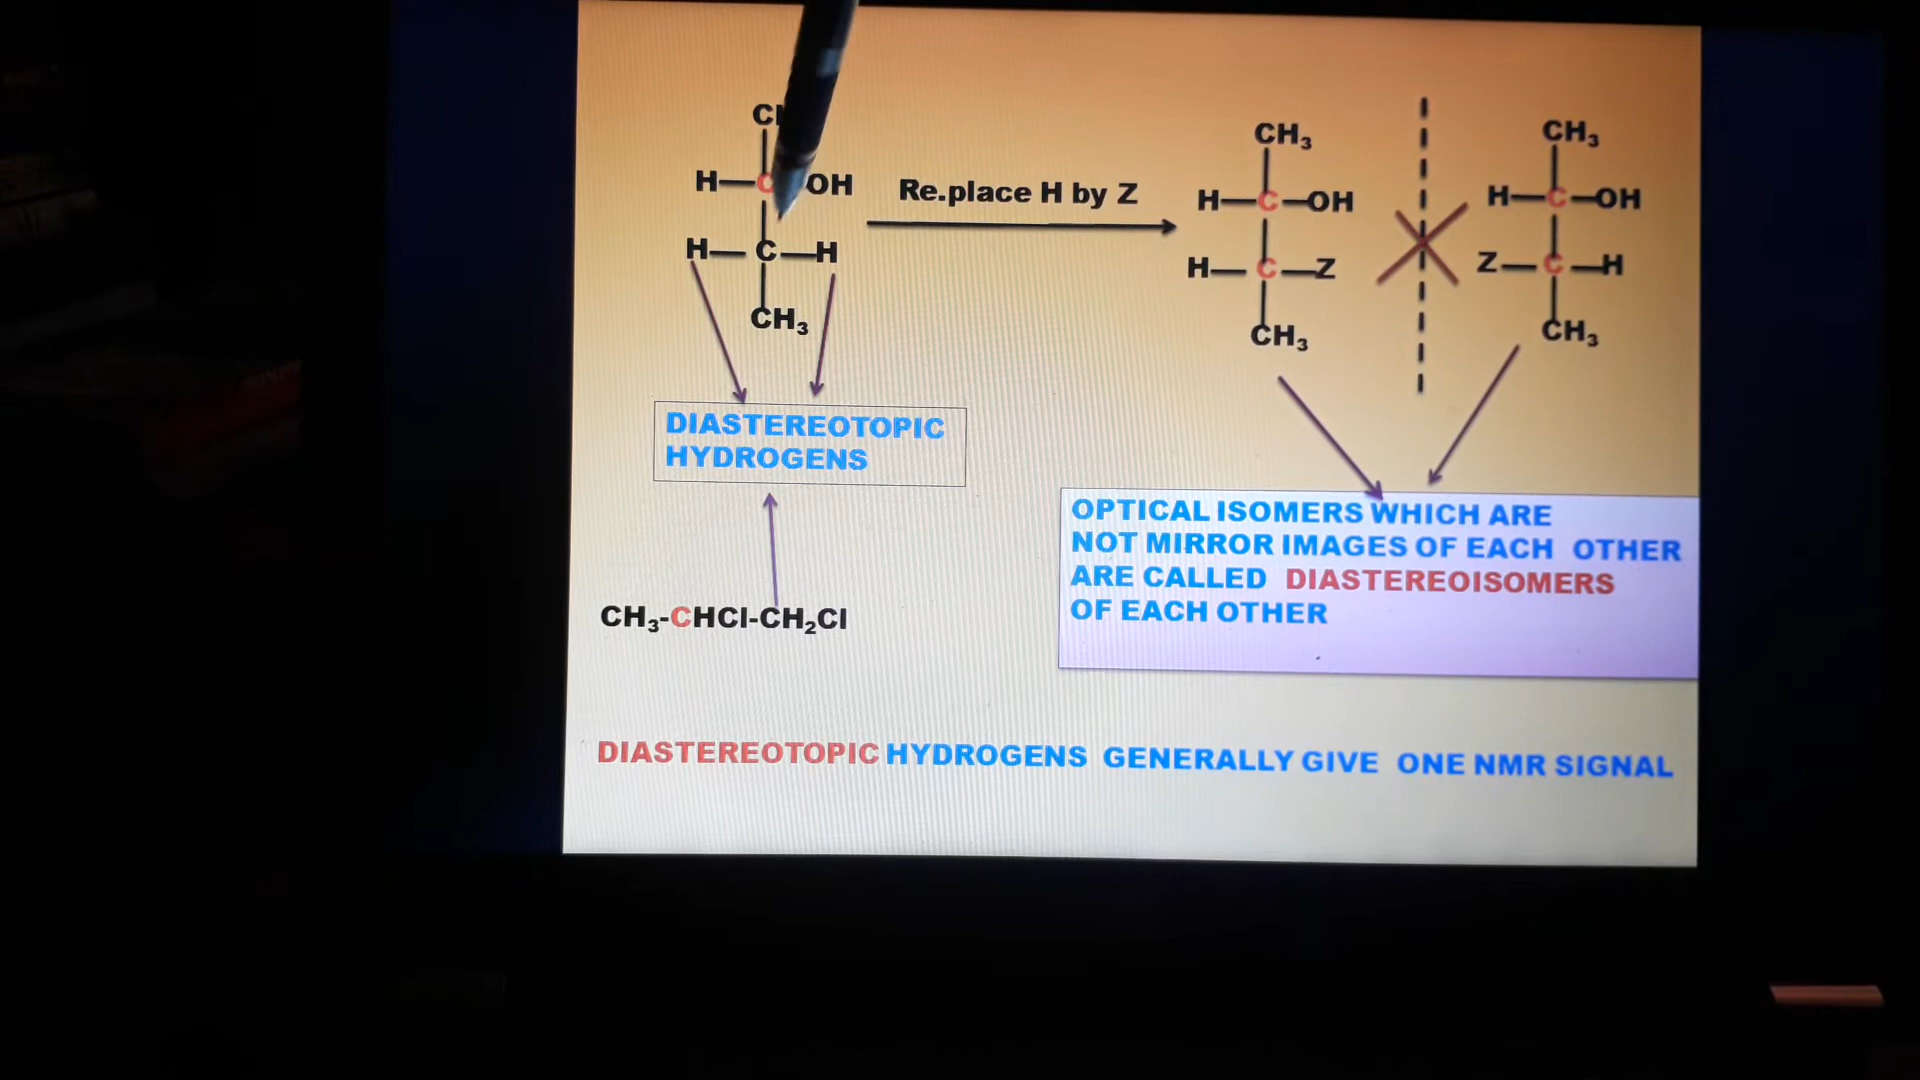 H—C OH
H—C—H
CH₃
Re.place H by Z
CH₃
H—C—OH
H—C—Z
CH₃
CH₃
H—C—OH
Z—C—H
CH₃
DIASTEREOTOPIC
HYDROGENS
CH₃-CHCl-CH₂Cl
OPTICAL ISOMERS WHICH ARE
NOT MIRROR IMAGES OF EACH OTHER
ARE CALLED DIASTEREOISOMERS
OF EACH OTHER
DIASTEREOTOPIC HYDROGENS GENERALLY GIVE ONE NMR SIGNAL